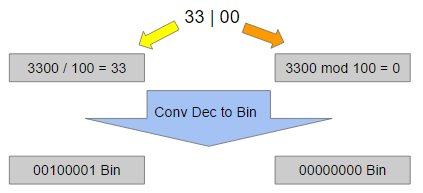 33 | 00
3300 / 100 = 33
3300 mod 100 = 0
Conv Dec to Bin
00100001 Bin
00000000 Bin